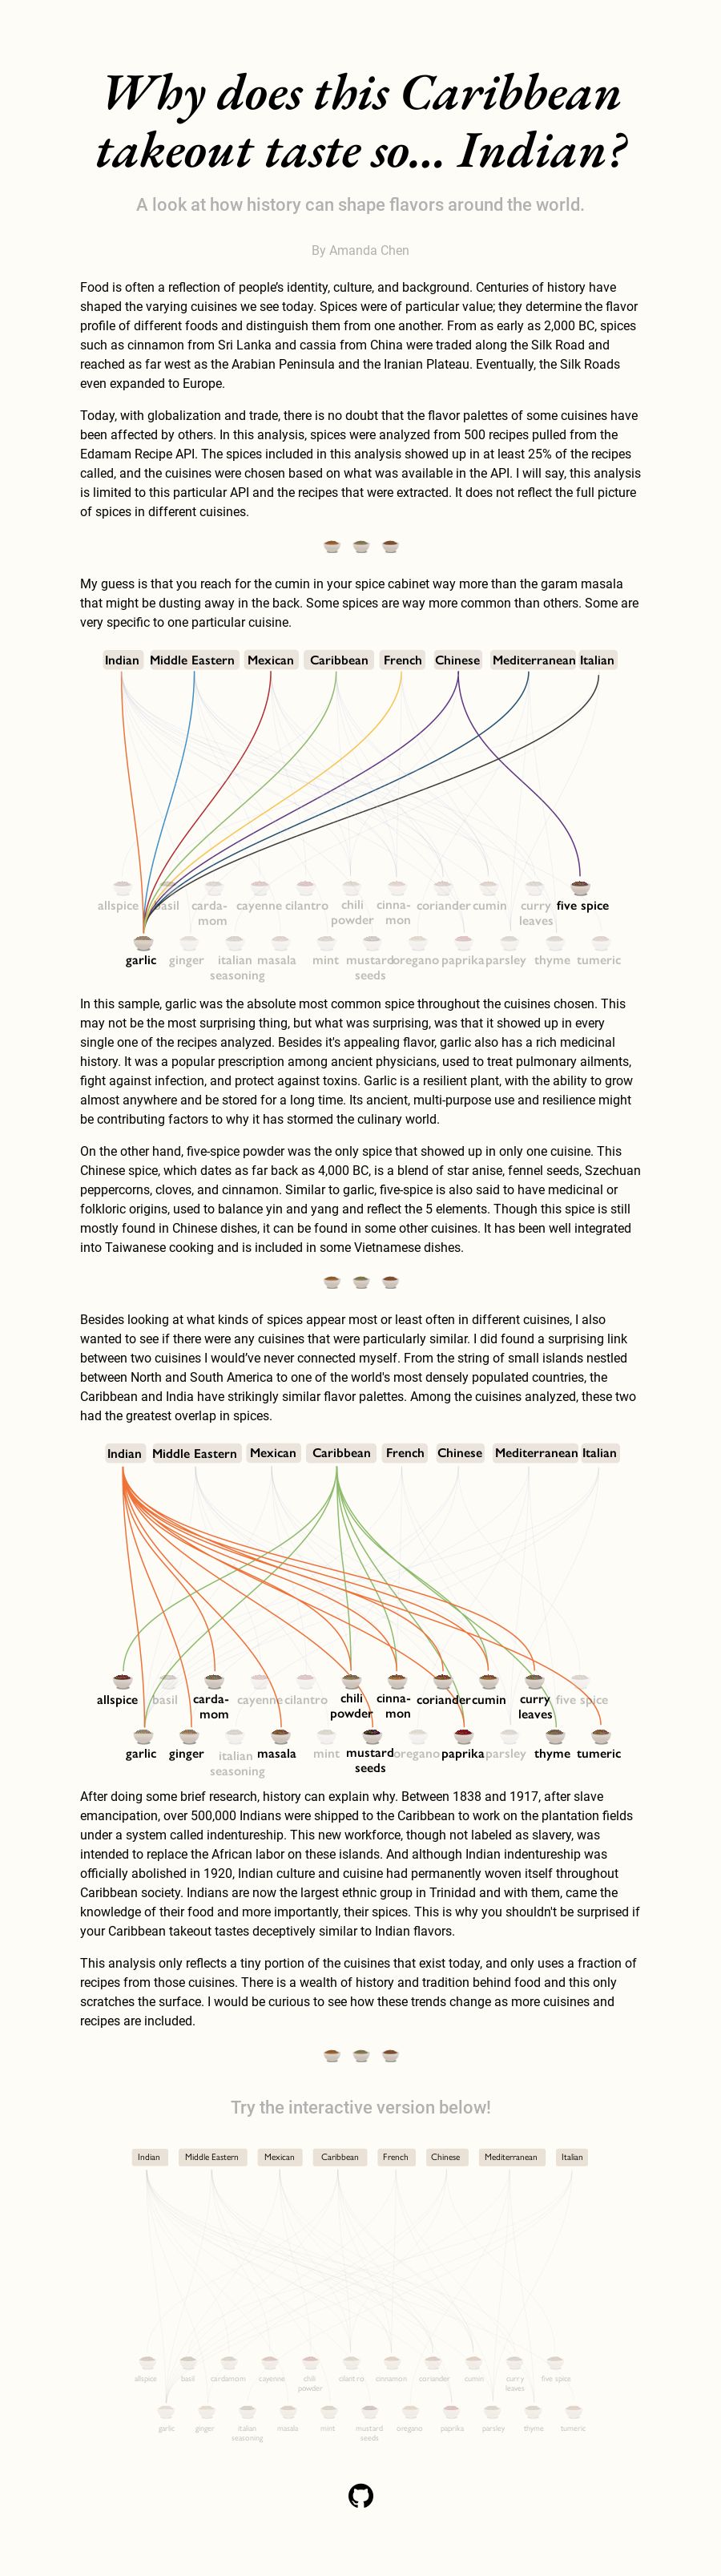 Why does this Caribbean
takeout taste so... Indian?
A look at how history can shape flavors around the world.
By Amanda Chen
Food is often a reflection of people's identity, culture, and background. Centuries of history have
shaped the varying cuisines we see today. Spices were of particular value; they determine the flavor
profile of different foods and distinguish them from one another. From as early as 2,000 BC, spices
such as cinnamon from Sri Lanka and cassia from China were traded along the Silk Road and
reached as far west as the Arabian Peninsula and the Iranian Plateau. Eventually, the Silk Roads
even expanded to Europe.
Today, with globalization and trade, there is no doubt that the flavor palettes of some cuisines have
been affected by others. In this analysis, spices were analyzed from 500 recipes pulled from the
Edamam Recipe API. The spices included in this analysis showed up in at least 25% of the recipes
called, and the cuisines were chosen based on what was available in the API. I will say, this analysis
is limited to this particular API and the recipes that were extracted. It does not reflect the full picture
of spices in different cuisines.
My guess is that you reach for the cumin in your spice cabinet way more than the garam masala
that might be dusting away in the back. Some spices are way more common than others. Some are
very specific to one particular cuisine.
Indian Middle Eastern Mexican Caribbean French Chinese Mediterranean Italian
allspice basil carda- cayenne cilantro chili cinna- coriander cumin curry five spice
mom powder mon leaves
garlic ginger italian masala mint mustard oregano paprika parsley thyme tumeric
seasoning seeds
In this sample, garlic was the absolute most common spice throughout the cuisines chosen. This
may not be the most surprising thing, but what was surprising, was that it showed up in every
single one of the recipes analyzed. Besides it's appealing flavor, garlic also has a rich medicinal
history. It was a popular prescription among ancient physicians, used to treat pulmonary ailments,
fight against infection, and protect against toxins. Garlic is a resilient plant, with the ability to grow
almost anywhere and be stored for a long time. Its ancient, multi-purpose use and resilience might
be contributing factors to why it has stormed the culinary world.
On the other hand, five-spice powder was the only spice that showed up in only one cuisine. This
Chinese spice, which dates as far back as 4,000 BC, is a blend of star anise, fennel seeds, Szechuan
peppercorns, cloves, and cinnamon. Similar to garlic, five-spice is also said to have medicinal or
folkloric origins, used to balance yin and yang and reflect the 5 elements. Though this spice is still
mostly found in Chinese dishes, it can be found in some other cuisines. It has been well integrated
into Taiwanese cooking and is included in some Vietnamese dishes.
Besides looking at what kinds of spices appear most or least often in different cuisines, I also
wanted to see if there were any cuisines that were particularly similar. I did found a surprising link
between two cuisines I would've never connected myself. From the string of small islands nestled
between North and South America to one of the world's most densely populated countries, the
Caribbean and India have strikingly similar flavor palettes. Among the cuisines analyzed, these two
had the greatest overlap in spices.
Indian Middle Eastern Mexican Caribbean French Chinese Mediterranean Italian
allspice basil carda- cayenne cilantro chili cinna- coriander cumin curry five spice
mom powder mon leaves
garlic ginger italian masala mint mustard oregano paprika parsley thyme tumeric
seasoning seeds
After doing some brief research, history can explain why. Between 1838 and 1917, after slave
emancipation, over 500,000 Indians were shipped to the Caribbean to work on the plantation fields
under a system called indentureship. This new workforce, though not labeled as slavery, was
intended to replace the African labor on these islands. And although Indian indentureship was
officially abolished in 1920, Indian culture and cuisine had permanently woven itself throughout
Caribbean society. Indians are now the largest ethnic group in Trinidad and with them, came the
knowledge of their food and more importantly, their spices. This is why you shouldn't be surprised if
your Caribbean takeout tastes deceptively similar to Indian flavors.
This analysis only reflects a tiny portion of the cuisines that exist today, and only uses a fraction of
recipes from those cuisines. There is a wealth of history and tradition behind food and this only
scratches the surface. I would be curious to see how these trends change as more cuisines and
recipes are included.
Try the interactive version below!
Indian Middle Eastern Mexican Caribbean French Chinese Mediterranean Italian
allspice basil cardamom cayenne chili cilantro cinnamon coriander cumin curry five spice
powder leaves
garlic ginger italian masala mint mustard oregano paprika parsley thyme tumeric
seasoning seeds